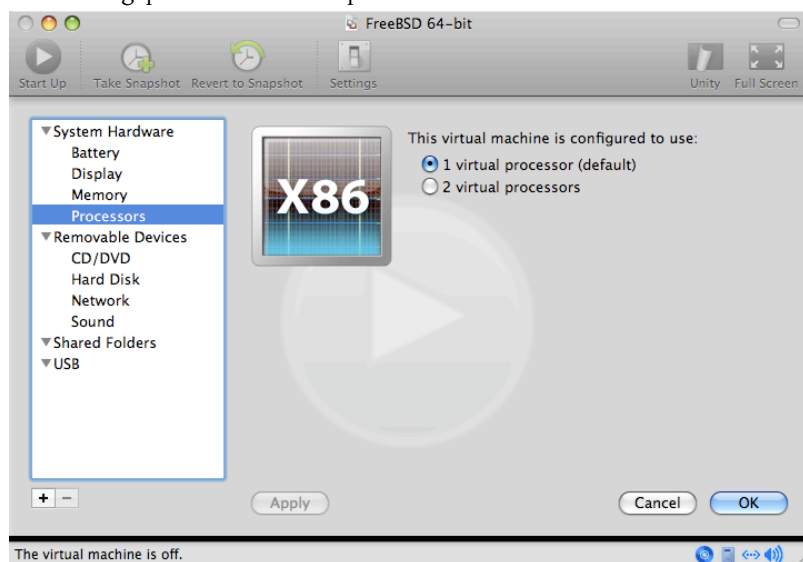 FreeBSD 64-bit
Start Up
Take Snapshot
Revert to Snapshot
Settings
Unity
Full Screen
System Hardware
Battery
Display
Memory
Processors
Removable Devices
CD/DVD
Hard Disk
Network
Sound
Shared Folders
USB
X86
This virtual machine is configured to use:
1 virtual processor (default)
2 virtual processors
+ −
Apply
Cancel
OK
The virtual machine is off.